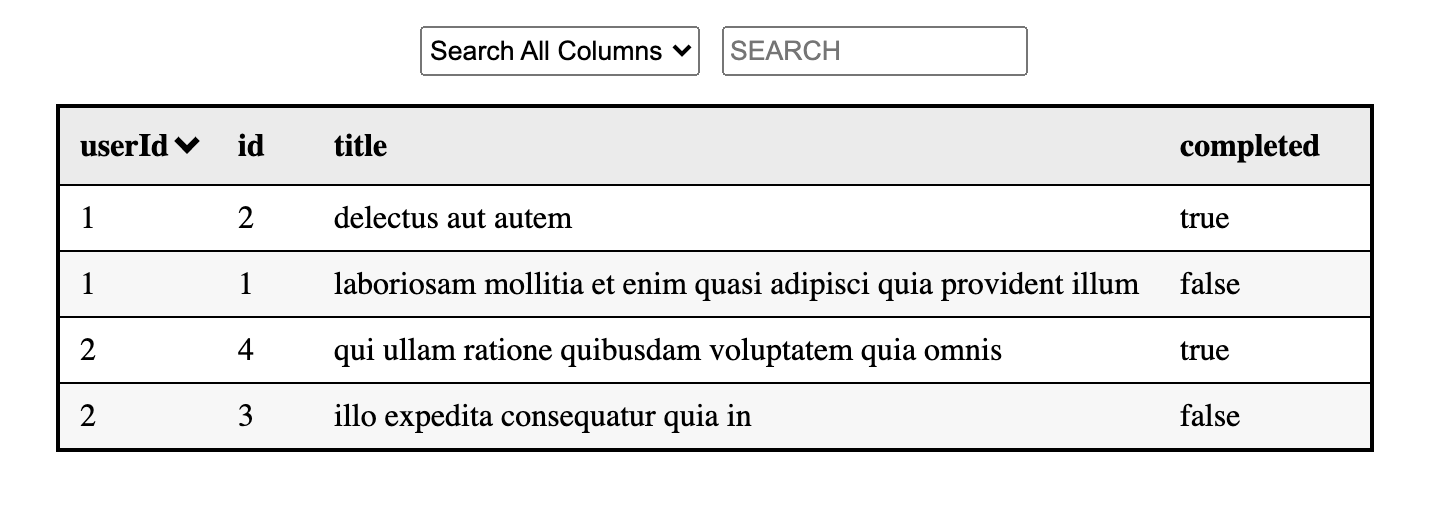 Search All Columns SEARCH
userId id title completed
1 2 delectus aut autem true
1 1 laboriosam mollitia et enim quasi adipisci quia provident illum false
2 4 qui ullam ratione quibusdam voluptatem quia omnis true
2 3 illo expedita consequatur quia in false